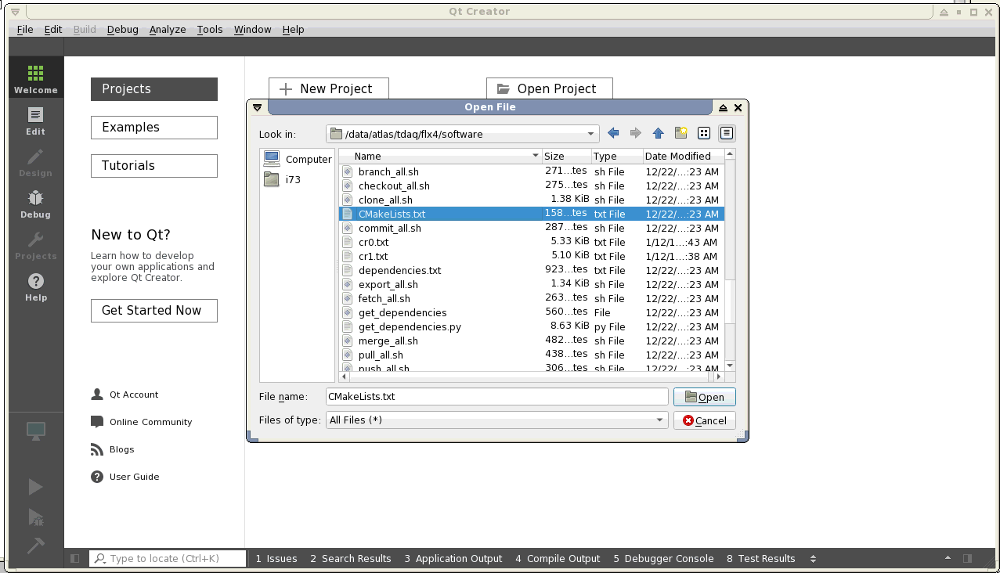 Qt Creator
File Edit Build Debug Analyze Tools Window Help
Welcome
Edit
Design
Debug
Projects
Help
Projects
Examples
Tutorials
New to Qt?
Learn how to develop
your own applications and
explore Qt Creator.
Get Started Now
Qt Account
Online Community
Blogs
User Guide
New Project
Open Project
Open File
Look in: /data/atlas/tdaq/flx4/software
Computer
i73
Name Size Type Date Modified
branch_all.sh 271...tes sh File 12/22/...:23 AM
checkout_all.sh 275...tes sh File 12/22/...:23 AM
clone_all.sh 1.38 KiB sh File 12/22/...:23 AM
CMakeLists.txt 158...tes txt File 12/22/...:23 AM
commit_all.sh 287...tes sh File 12/22/...:23 AM
cr0.txt 5.33 KiB txt File 1/12/1...:43 AM
cr1.txt 5.10 KiB txt File 1/12/1...:38 AM
dependencies.txt 923...tes txt File 12/22/...:23 AM
export_all.sh 1.34 KiB sh File 12/22/...:23 AM
fetch_all.sh 263...tes sh File 12/22/...:23 AM
get_dependencies 560...tes File 12/22/...:23 AM
get_dependencies.py 8.63 KiB py File 12/22/...:23 AM
merge_all.sh 482...tes sh File 12/22/...:23 AM
pull_all.sh 438...tes sh File 12/22/...:23 AM
push_all.sh 306...tes sh File 12/22/...:23 AM
File name: CMakeLists.txt Open
Files of type: All Files (*) Cancel
Type to locate (Ctrl+K) 1 Issues 2 Search Results 3 Application Output 4 Compile Output 5 Debugger Console 8 Test Results